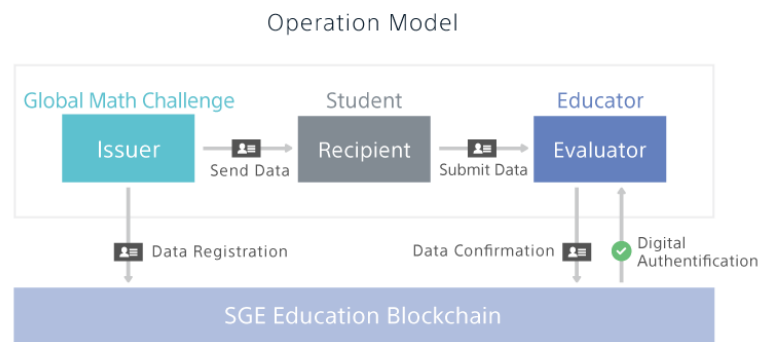 Operation Model
Global Math Challenge
Student
Educator
Issuer
Recipient
Evaluator
Send Data
Submit Data
Data Registration
Data Confirmation
Digital
Authentification
SGE Education Blockchain